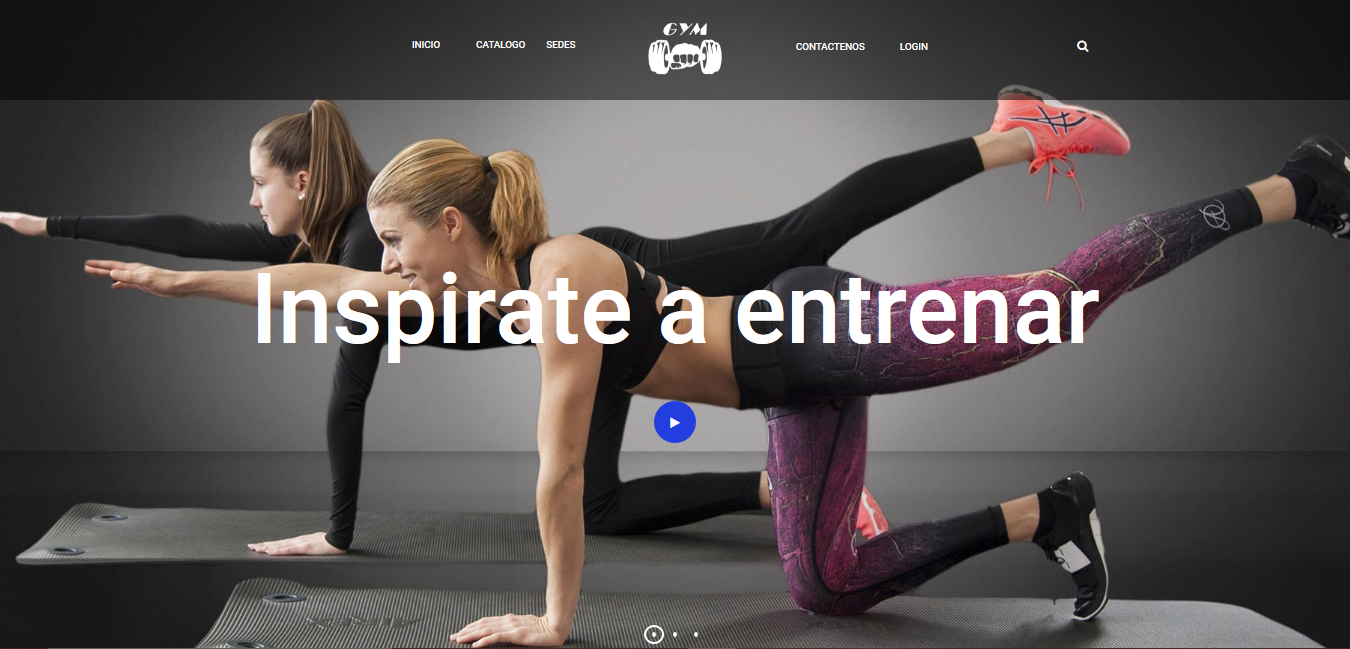 GYM
INICIO CATALOGO SEDES CONTACTENOS LOGIN
Inspirate a entrenar